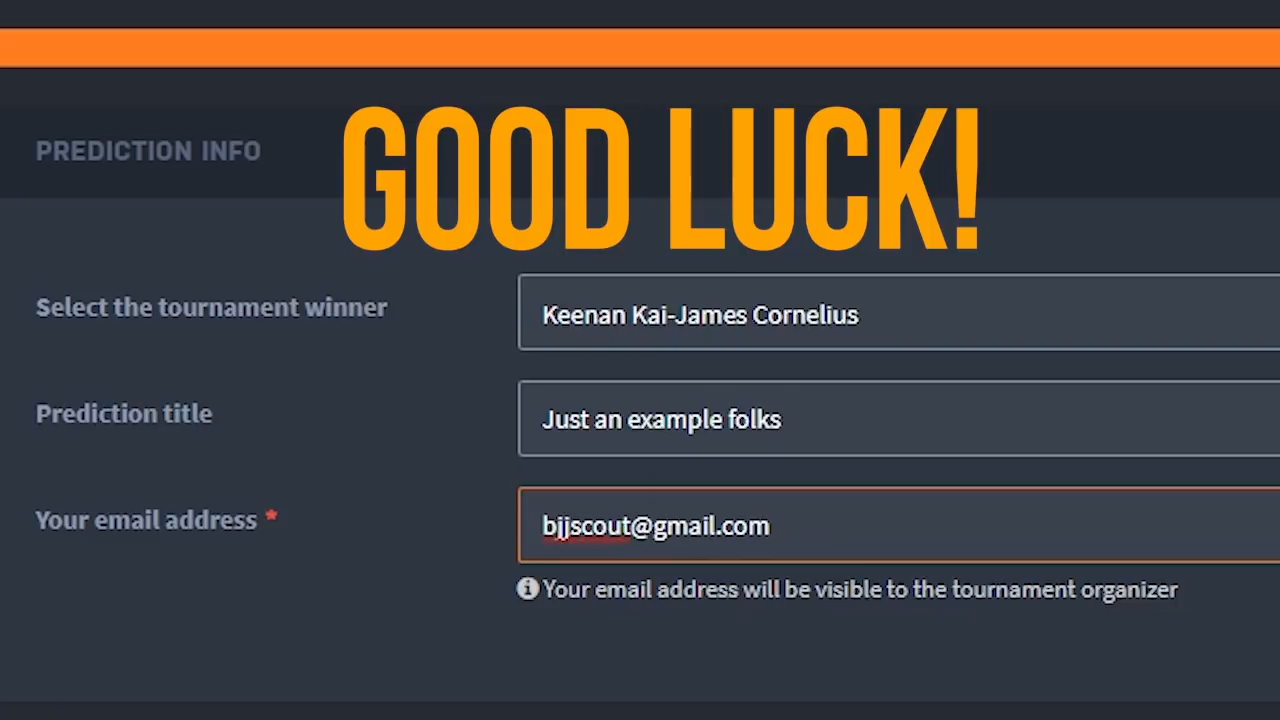 GOOD LUCK!
PREDICTION INFO
Select the tournament winner
Keenan Kai-James Cornelius
Prediction title
Just an example folks
Your email address *
bjjscout@gmail.com
Your email address will be visible to the tournament organizer